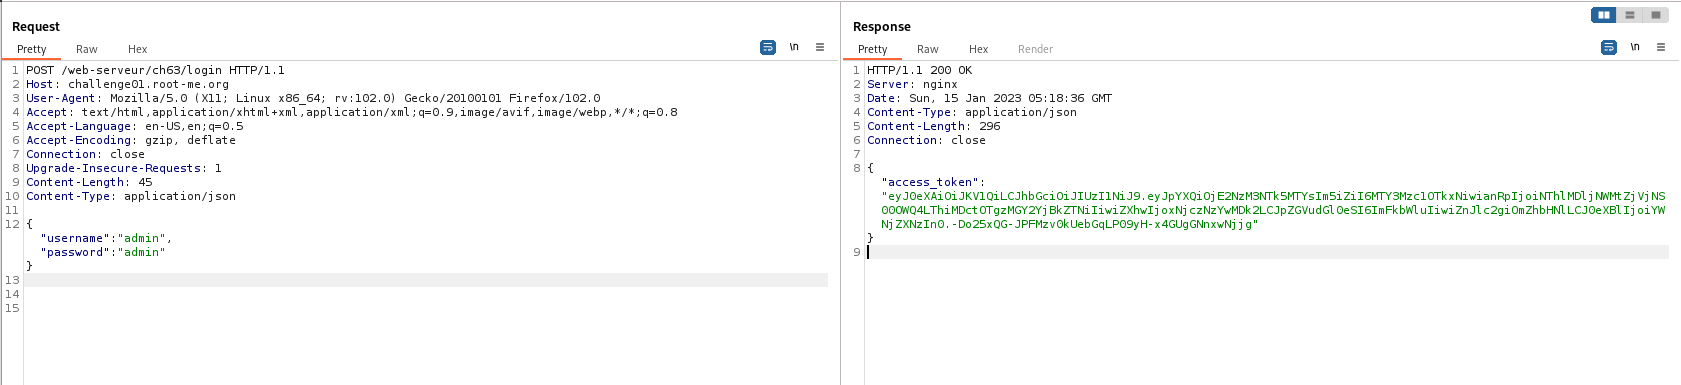 Request
Pretty Raw Hex \n
1 POST /web-serveur/ch63/login HTTP/1.1
2 Host: challenge01.root-me.org
3 User-Agent: Mozilla/5.0 (X11; Linux x86_64; rv:102.0) Gecko/20100101 Firefox/102.0
4 Accept: text/html,application/xhtml+xml,application/xml;q=0.9,image/avif,image/webp,*/*;q=0.8
5 Accept-Language: en-US,en;q=0.5
6 Accept-Encoding: gzip, deflate
7 Connection: close
8 Upgrade-Insecure-Requests: 1
9 Content-Length: 45
10 Content-Type: application/json
11
12 {
"username":"admin",
"password":"admin"
}
13
14
15
Response
Pretty Raw Hex Render \n
1 HTTP/1.1 200 OK
2 Server: nginx
3 Date: Sun, 15 Jan 2023 05:18:36 GMT
4 Content-Type: application/json
5 Content-Length: 296
6 Connection: close
7
8 {
"access_token":
"eyJ0eXAiOiJKV1QiLCJhbGciOiJIUzI1NiJ9.eyJpYXQiOjE2NzM3NTk5MTYsIm5iZiI6MTY3Mzc1OTkxNiwianRpIjoiNThlMDljNWMtZjVjNS
00OWQ4LThiMDctOTgzMGY2YjBkZTNiIiwiZXhwIjoxNjczNzYwMDk2LCJpZGVudGl0eSI6ImFkbWluIiwiZnJlc2giOmZhbHNlLCJ0eXBlIjoiYW
NjZXNzIn0.-Do25xQG-JPFMzv0kUebGqLP09yH-x4GUgGNnxwNjjg"
}
9